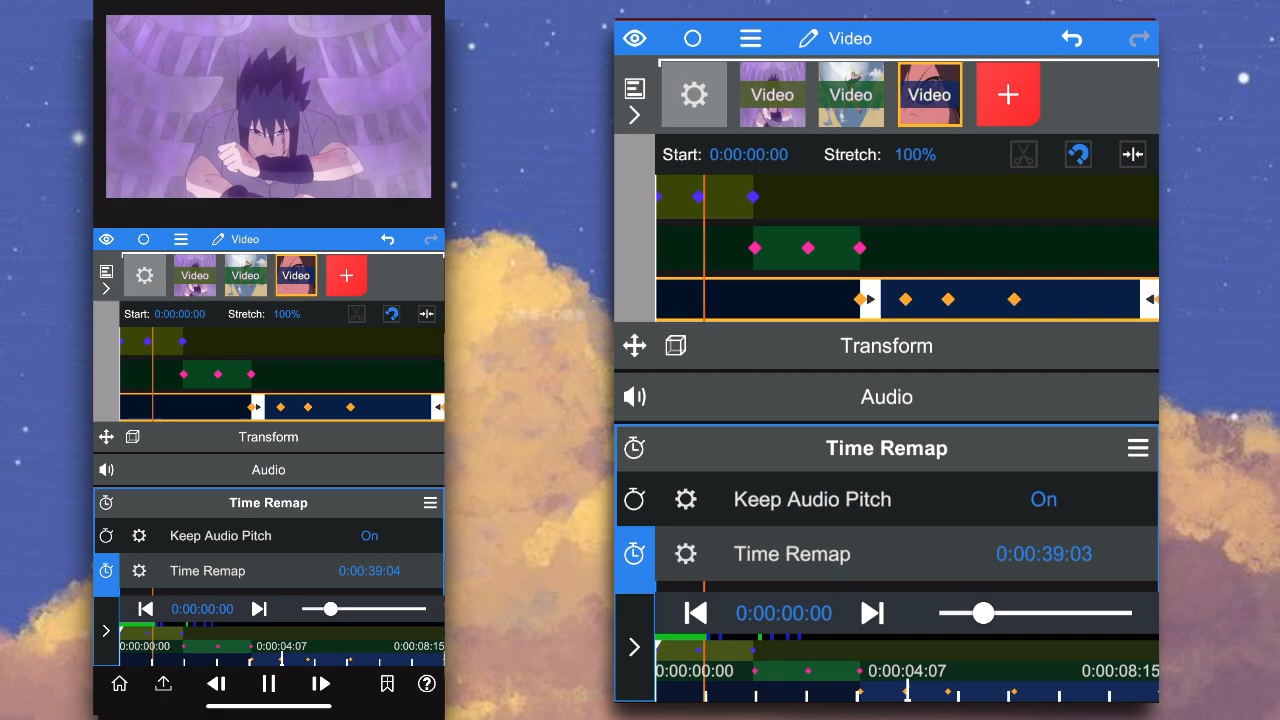 Video
Video
Video
Video
Start: 0:00:00:00 Stretch: 100%
Transform
Audio
Time Remap
Keep Audio Pitch On
Time Remap 0:00:39:04
0:00:00:00
0:00:00:00 0:00:04:07 0:00:08:15
Video
Video
Video
Video
Start: 0:00:00:00 Stretch: 100%
Transform
Audio
Time Remap
Keep Audio Pitch On
Time Remap 0:00:39:03
0:00:00:00
0:00:00:00 0:00:04:07 0:00:08:15